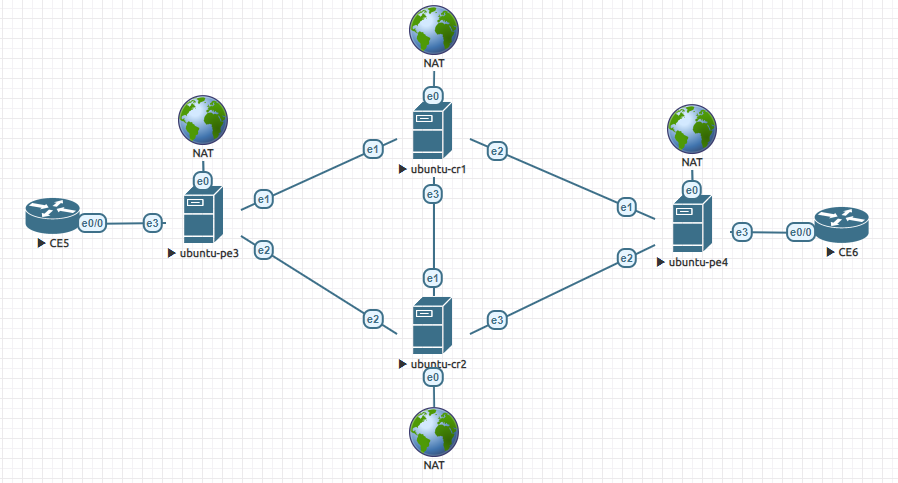 NAT
e0
NAT
NAT
ubuntu-cr1
e1
e2
e0
e0
e3
e1
e1
CE5
e0/0
e3
ubuntu-pe3
e3
e0/0
CE6
e2
ubuntu-pe4
e2
e1
e2
e3
ubuntu-cr2
e0
NAT